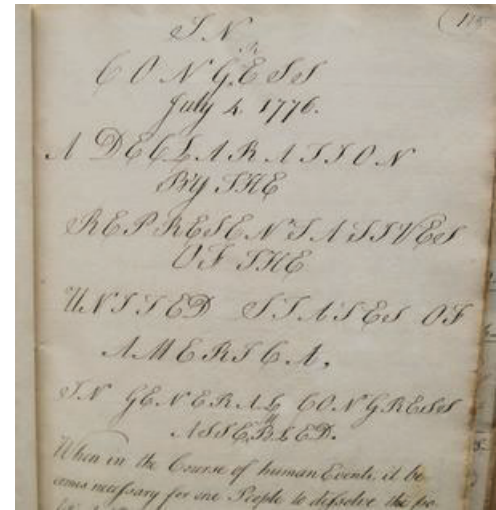 IN
CONGRESS
July 4. 1776.
A DECLARATION
BY THE
REPRESENTATIVES
OF THE
UNITED STATES OF
AMERICA,
IN GENERAL CONGRESS
ASSEMBLED.
When in the Course of human Events, it be
comes necessary for one People to dissolve the po